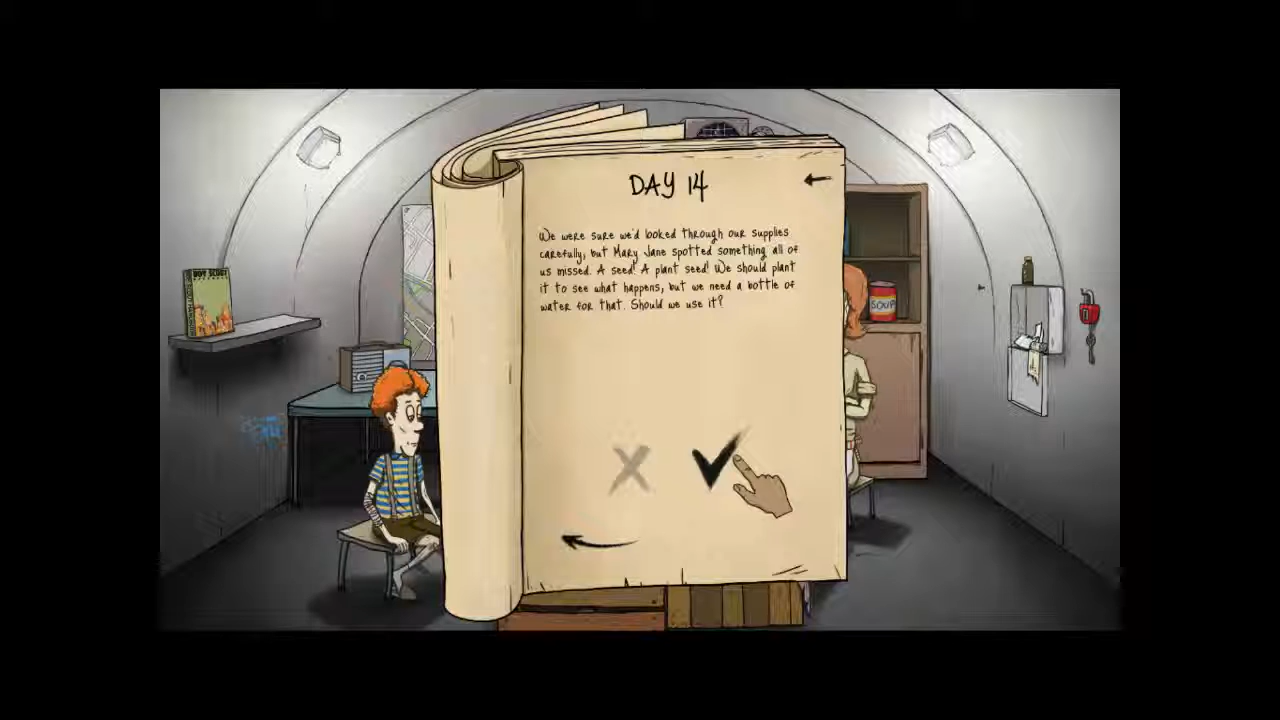 DAY 14
We were sure we'd looked through our supplies
carefully, but Mary Jane spotted something all of
us missed. A seed! A plant seed! We should plant
it to see what happens, but we need a bottle of
water for that. Should we use it?
BOY SCOUT
SOUP